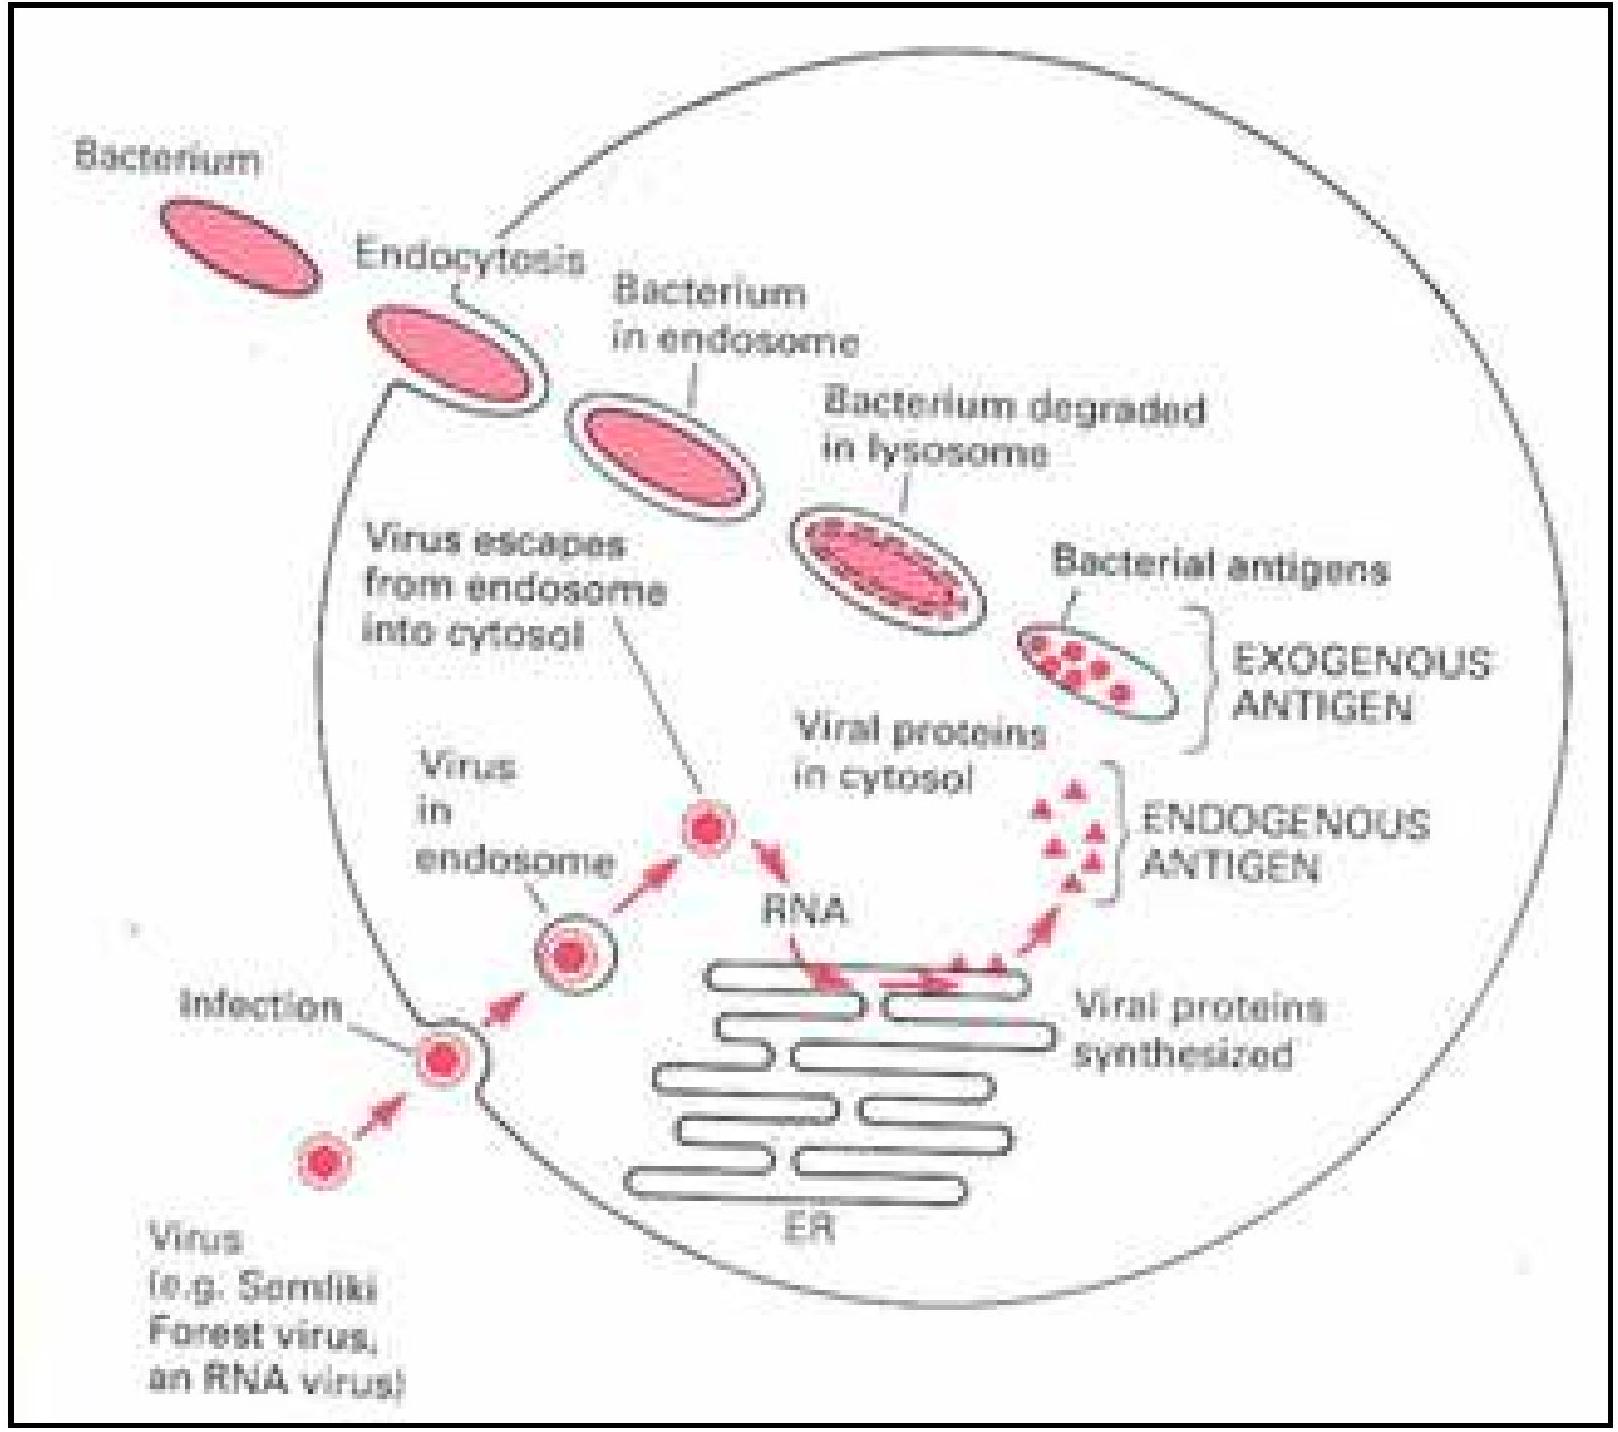 Bacterium
Endocytosis
Bacterium
in endosome
Bacterium degraded
in lysosome
Virus escapes
from endosome
into cytosol
Bacterial antigens
EXOGENOUS
ANTIGEN
Viral proteins
in cytosol
Virus
in
endosome
ENDOGENOUS
ANTIGEN
RNA
Infection
Viral proteins
synthesized
ER
Virus
(e.g. Semliki
Forest virus,
an RNA virus)